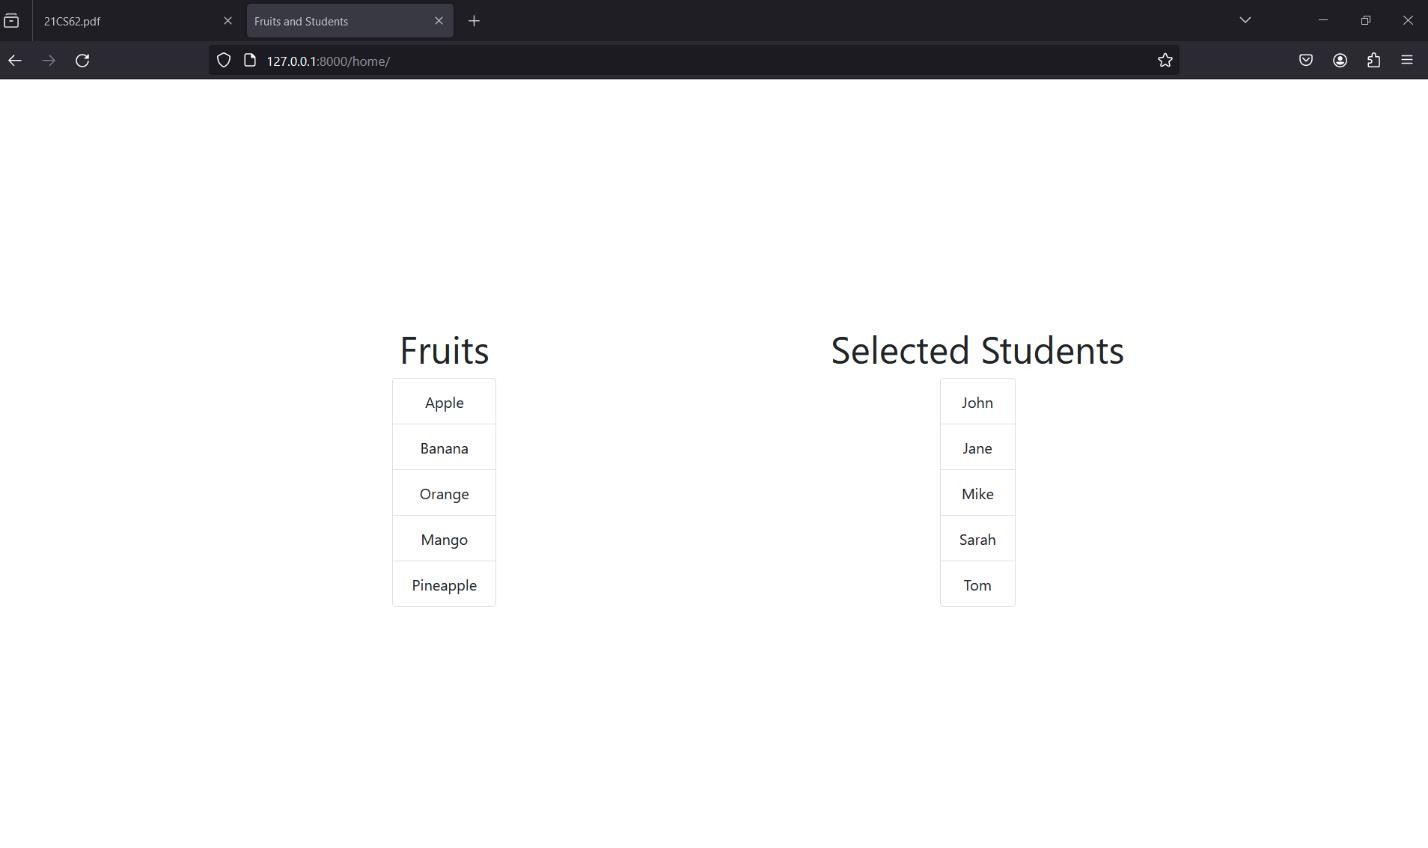 21CS62.pdf
Fruits and Students
127.0.0.1:8000/home/
Fruits
Apple
Banana
Orange
Mango
Pineapple
Selected Students
John
Jane
Mike
Sarah
Tom